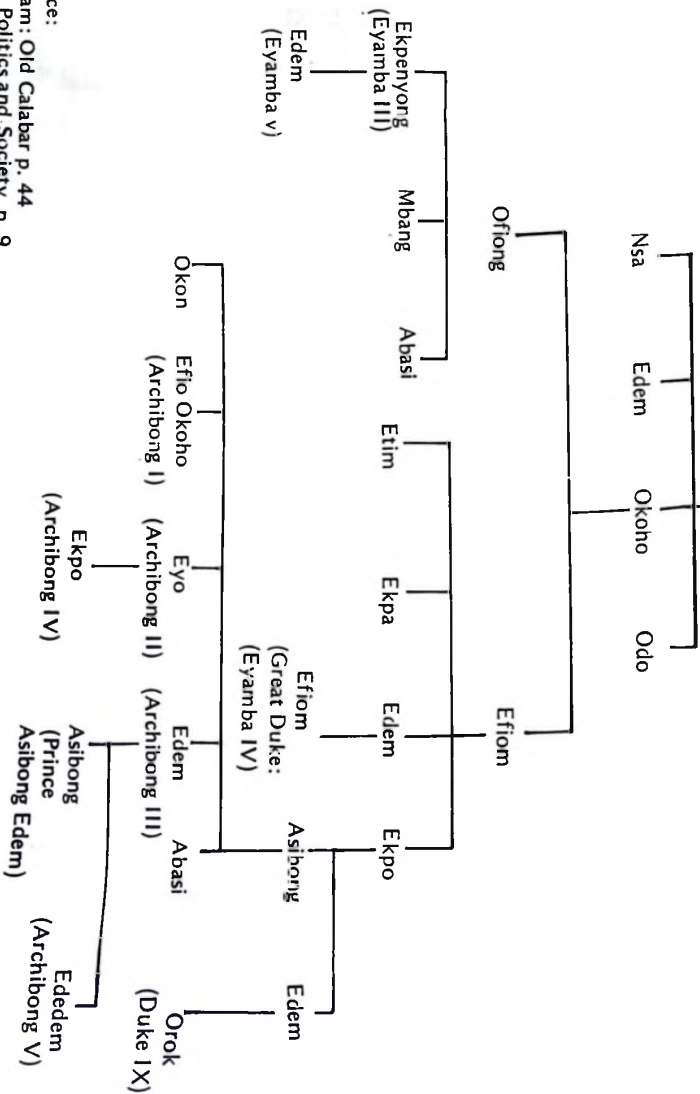 Nsa
Edem
Okoho
Odo
Ofiong
Efiom
Ekpenyong
(Eyamba III)
Mbang
Abasi
Etim
Ekpa
Edem
Ekpo
Edem
(Eyamba v)
Efiom
(Great Duke:
(Eyamba IV)
Asibong
Edem
Okon
Efio Okoho
(Archibong I)
Eyo
(Archibong II)
Edem
(Archibong III)
Abasi
Orok
(Duke IX)
Ekpo
(Archibong IV)
Asibong
(Prince
Asibong Edem)
Ededem
(Archibong V)
ce:
am: Old Calabar p. 44
Politics and Society, p. 9